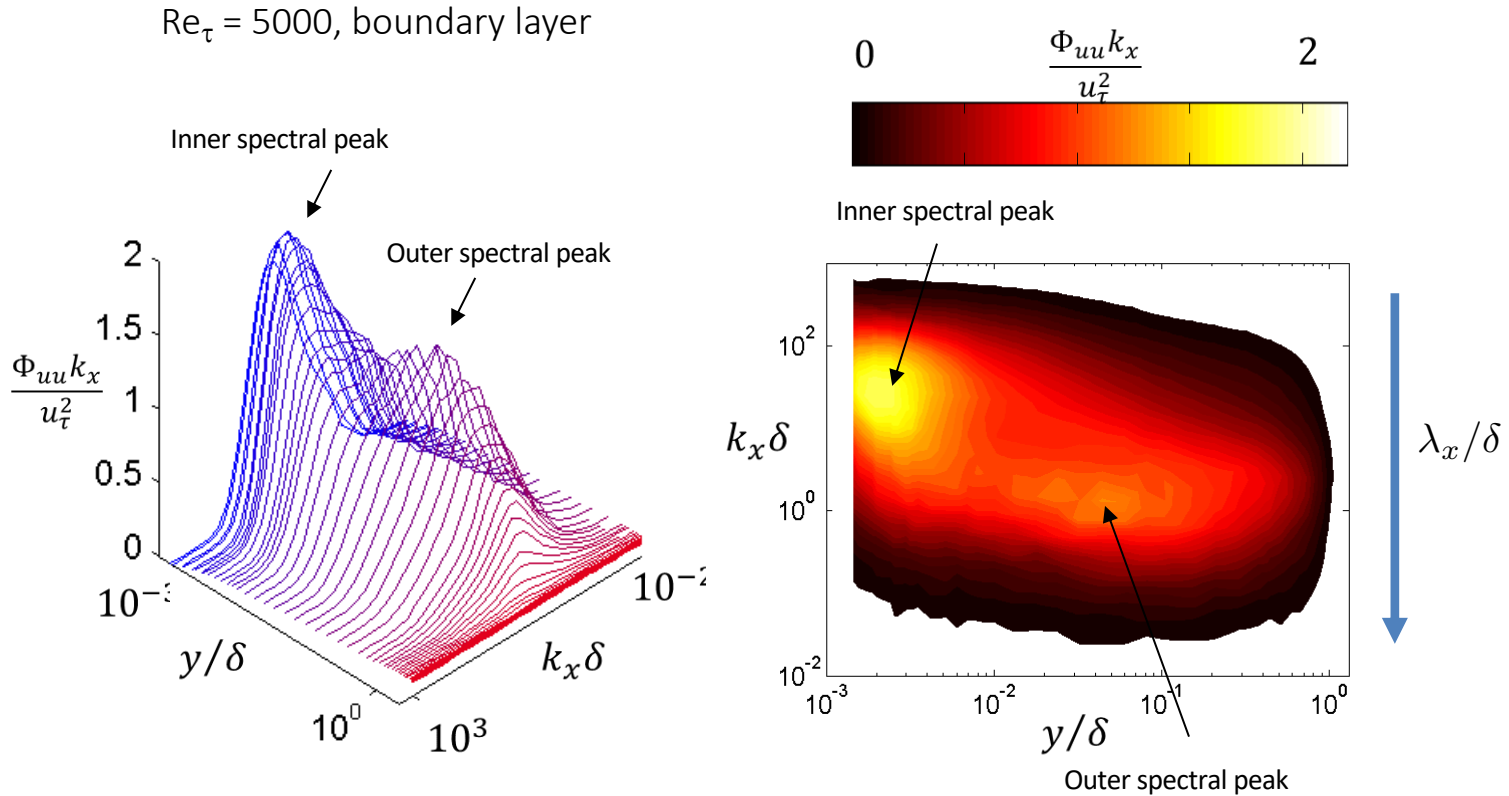 Re_τ = 5000, boundary layer
Inner spectral peak
Outer spectral peak
2
1.5
1
0.5
0
Φ_uu k_x / u_τ^2
10^-3
y/δ
10^0
10^3
k_x δ
10^-2
0
Φ_uu k_x / u_τ^2
2
Inner spectral peak
10^2
10^0
10^-2
k_x δ
λ_x/δ
10^-3
10^-2
10^-1
10^0
y/δ
Outer spectral peak